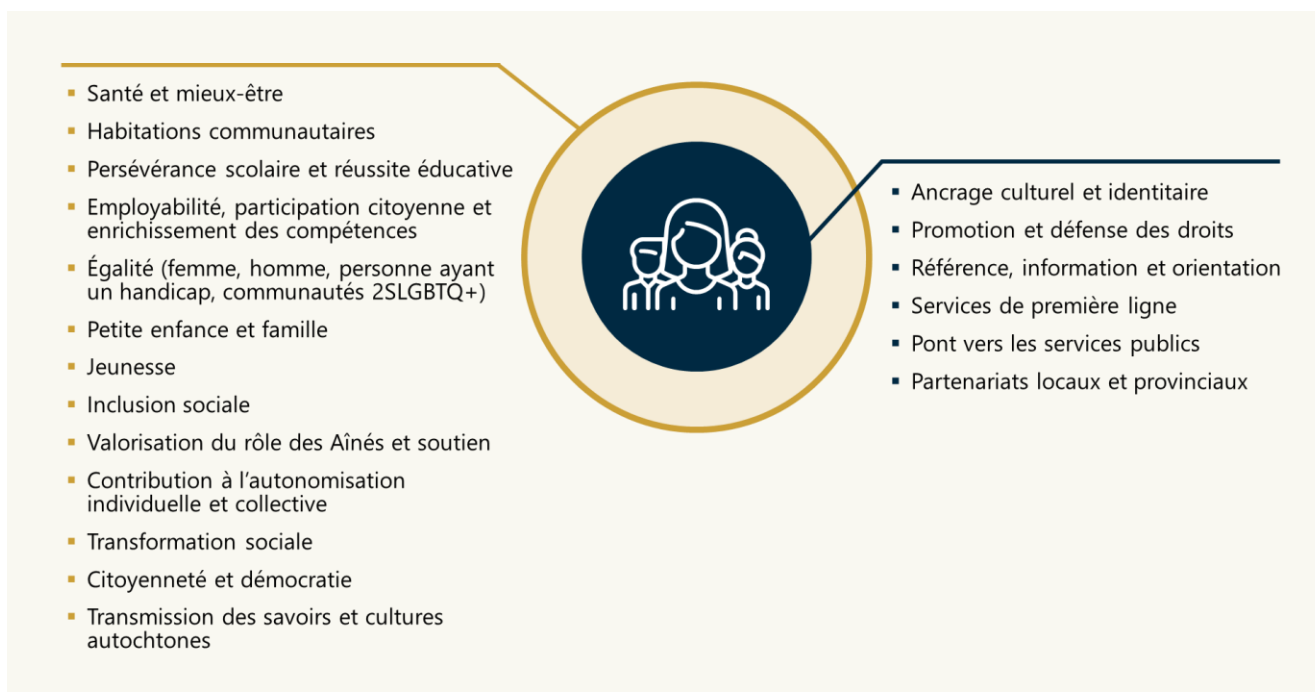 ▪ Santé et mieux-être
▪ Habitations communautaires
▪ Persévérance scolaire et réussite éducative
▪ Employabilité, participation citoyenne et
enrichissement des compétences
▪ Égalité (femme, homme, personne ayant
un handicap, communautés 2SLGBTQ+)
▪ Petite enfance et famille
▪ Jeunesse
▪ Inclusion sociale
▪ Valorisation du rôle des Aînés et soutien
▪ Contribution à l’autonomisation
individuelle et collective
▪ Transformation sociale
▪ Citoyenneté et démocratie
▪ Transmission des savoirs et cultures
autochtones
▪ Ancrage culturel et identitaire
▪ Promotion et défense des droits
▪ Référence, information et orientation
▪ Services de première ligne
▪ Pont vers les services publics
▪ Partenariats locaux et provinciaux